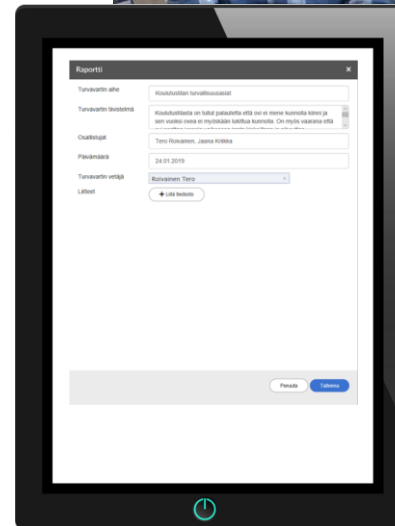 Raportti ×
Turvavartin aihe
Koulutustilan turvallisuusasiat
Turvavartin tiivistelmä
Koulutustilasta on tullut palautetta että ovi ei mene kunnolla kiinni ja
sen vuoksi ovea ei myöskään lukittua kunnolla. On myös vaarana että
Osallistujat
Tero Roivainen, Jaana Kritkka
Päivämäärä
24.01.2019
Turvavartin vetäjä
Roivainen Tero
Liitteet
+ Liitä tiedosto
Peruuta
Tallenna